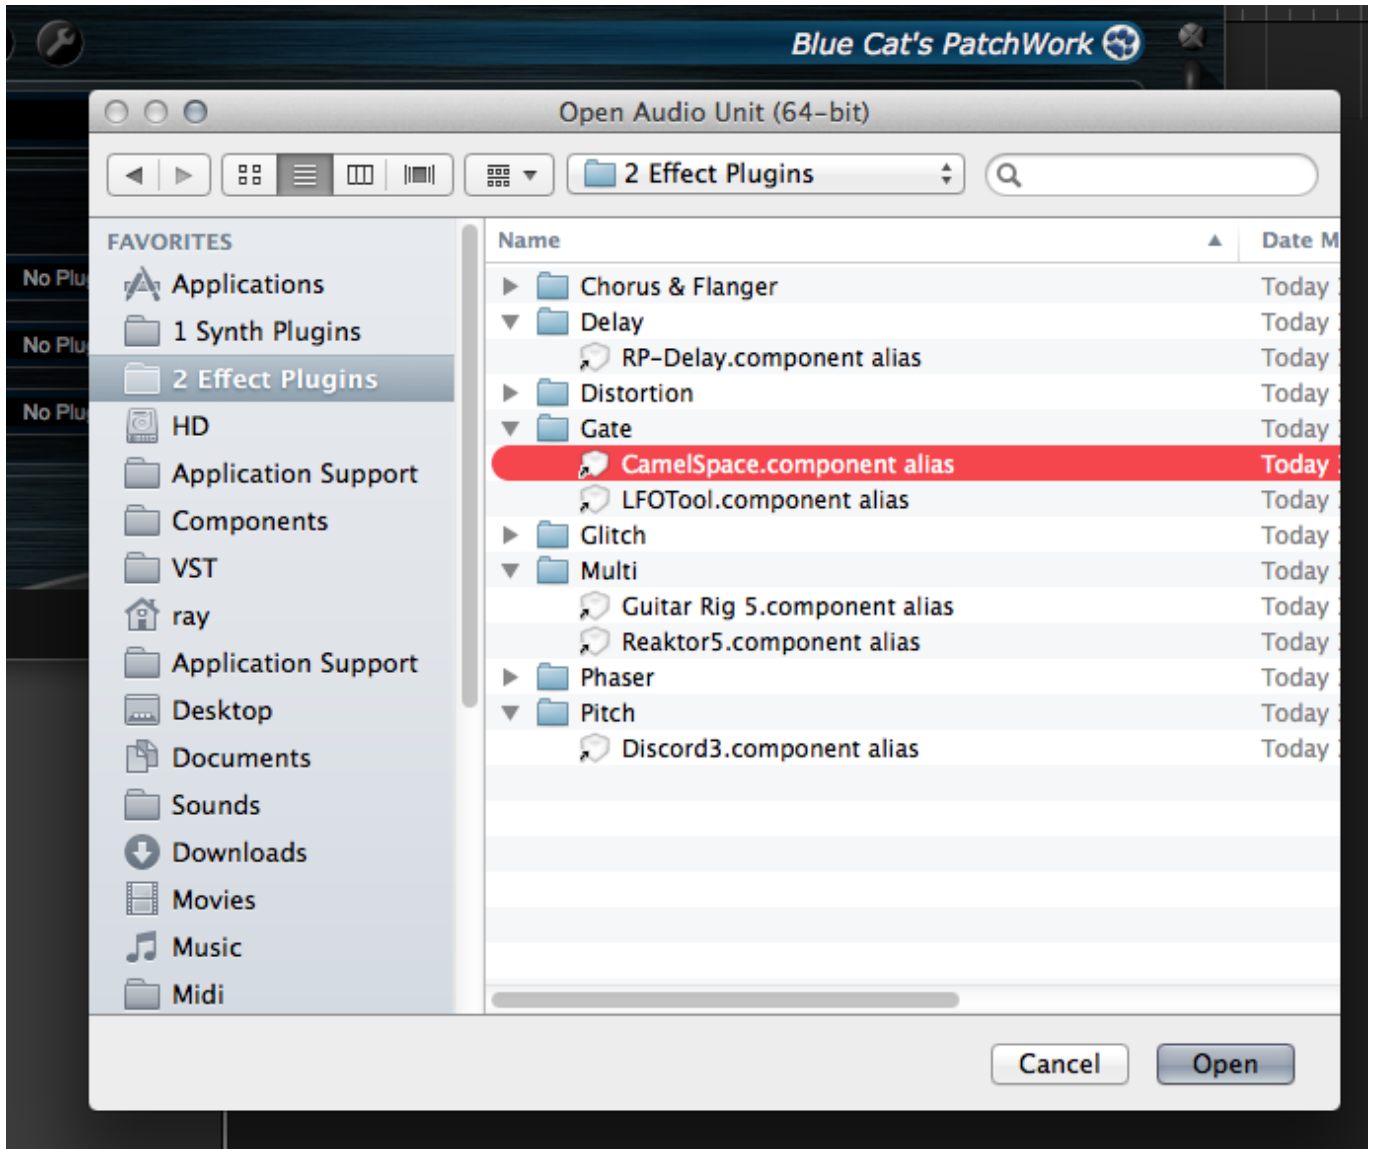 Blue Cat's PatchWork
Open Audio Unit (64-bit)
2 Effect Plugins
FAVORITES
Applications
1 Synth Plugins
2 Effect Plugins
HD
Application Support
Components
VST
ray
Application Support
Desktop
Documents
Sounds
Downloads
Movies
Music
Midi
No Plu
No Plu
No Plu
Name Date M
Chorus & Flanger Today
Delay Today
RP-Delay.component alias Today
Distortion Today
Gate Today
CamelSpace.component alias Today
LFOTool.component alias Today
Glitch Today
Multi Today
Guitar Rig 5.component alias Today
Reaktor5.component alias Today
Phaser Today
Pitch Today
Discord3.component alias Today
Cancel Open